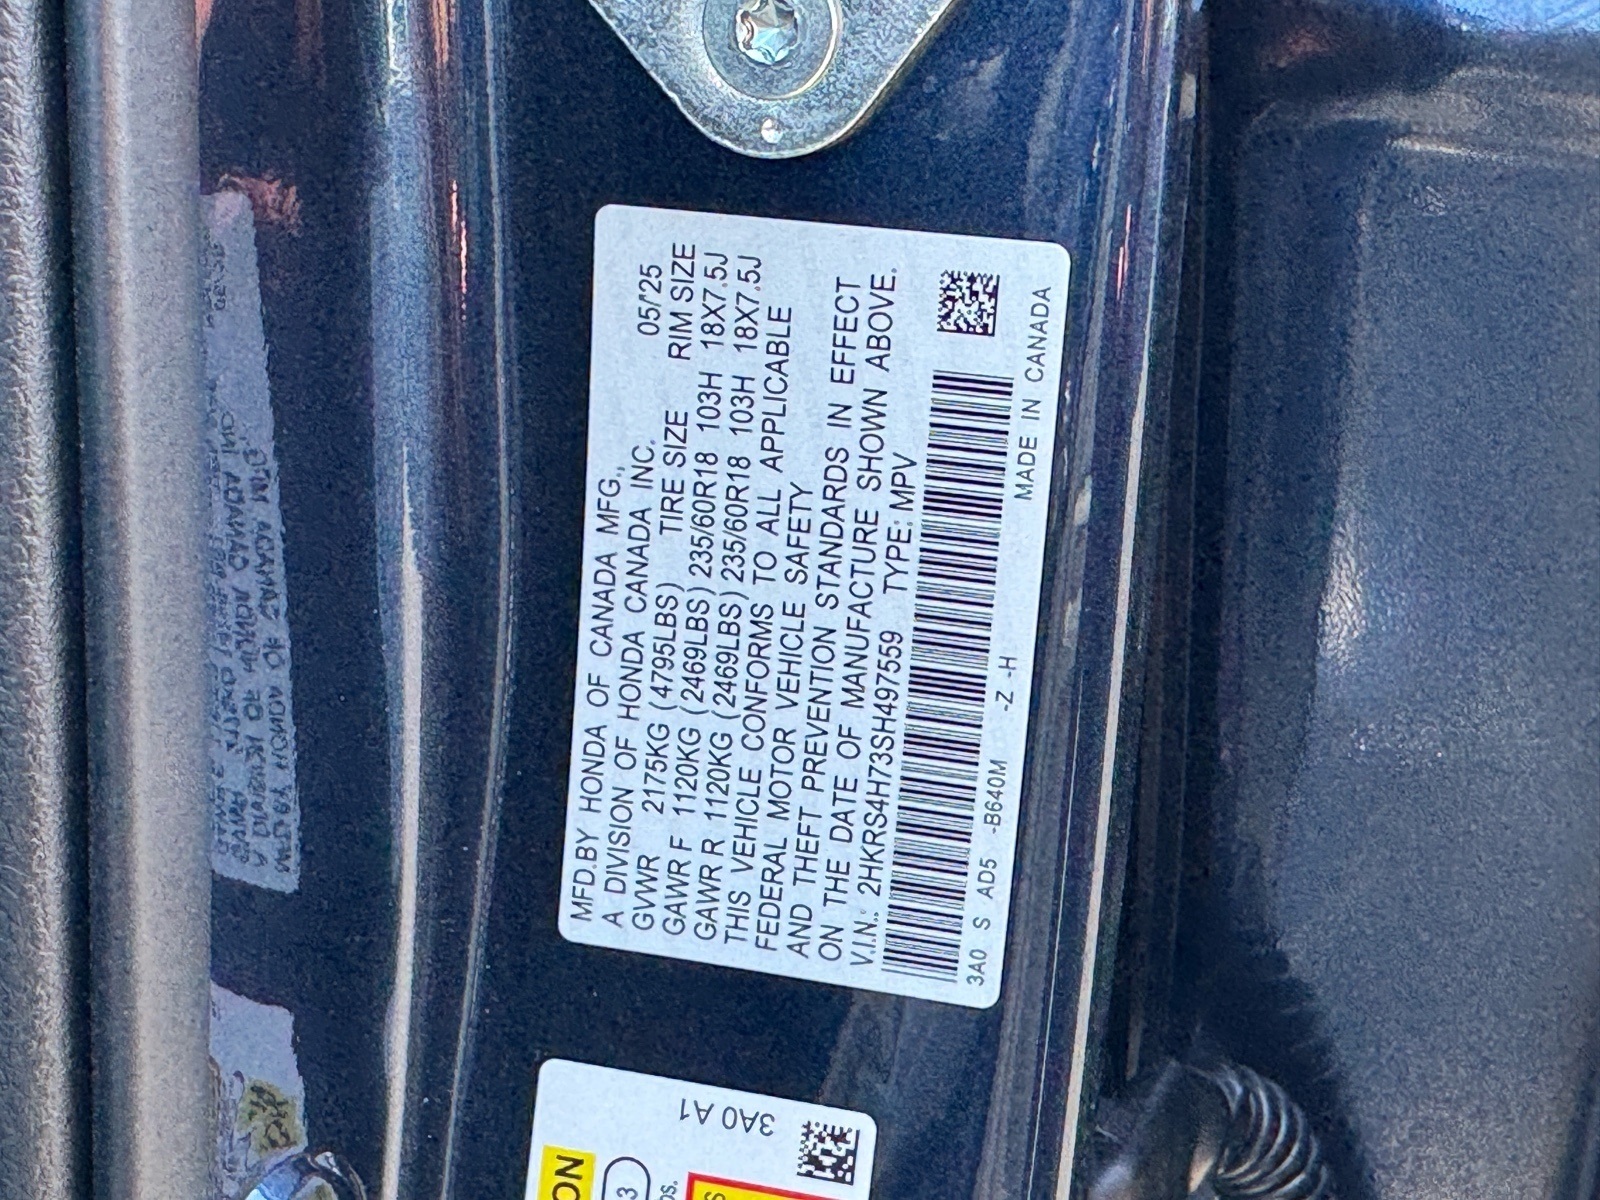 MFD.BY HONDA OF CANADA MFG.,
A DIVISION OF HONDA CANADA INC. 05/'25
GVWR 2175KG (4795LBS) TIRE SIZE RIM SIZE
GAWR F 1120KG (2469LBS) 235/60R18 103H 18X7.5J
GAWR R 1120KG (2469LBS) 235/60R18 103H 18X7.5J
THIS VEHICLE CONFORMS TO ALL APPLICABLE
FEDERAL MOTOR VEHICLE SAFETY
AND THEFT PREVENTION STANDARDS IN EFFECT
ON THE DATE OF MANUFACTURE SHOWN ABOVE.
V.I.N.: 2HKRS4H73SH497559 TYPE: MPV
3A0 S AD5 -B640M -Z -H MADE IN CANADA
3A0 A1